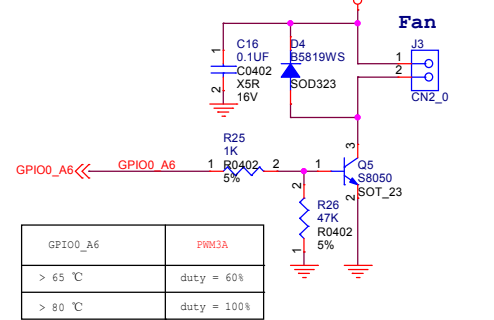 Fan
C16
0.1UF
C0402
X5R
16V
1
2
D4
B5819WS
SOD323
J3
1
2
CN2_0
R25
1K
R0402
5%
1
2
GPIO0_A6
GPIO0_A6
1
3
2
Q5
S8050
SOT_23
2
1
R26
47K
R0402
5%
GPIO0_A6 PWM3A
> 65 ℃ duty = 60%
> 80 ℃ duty = 100%